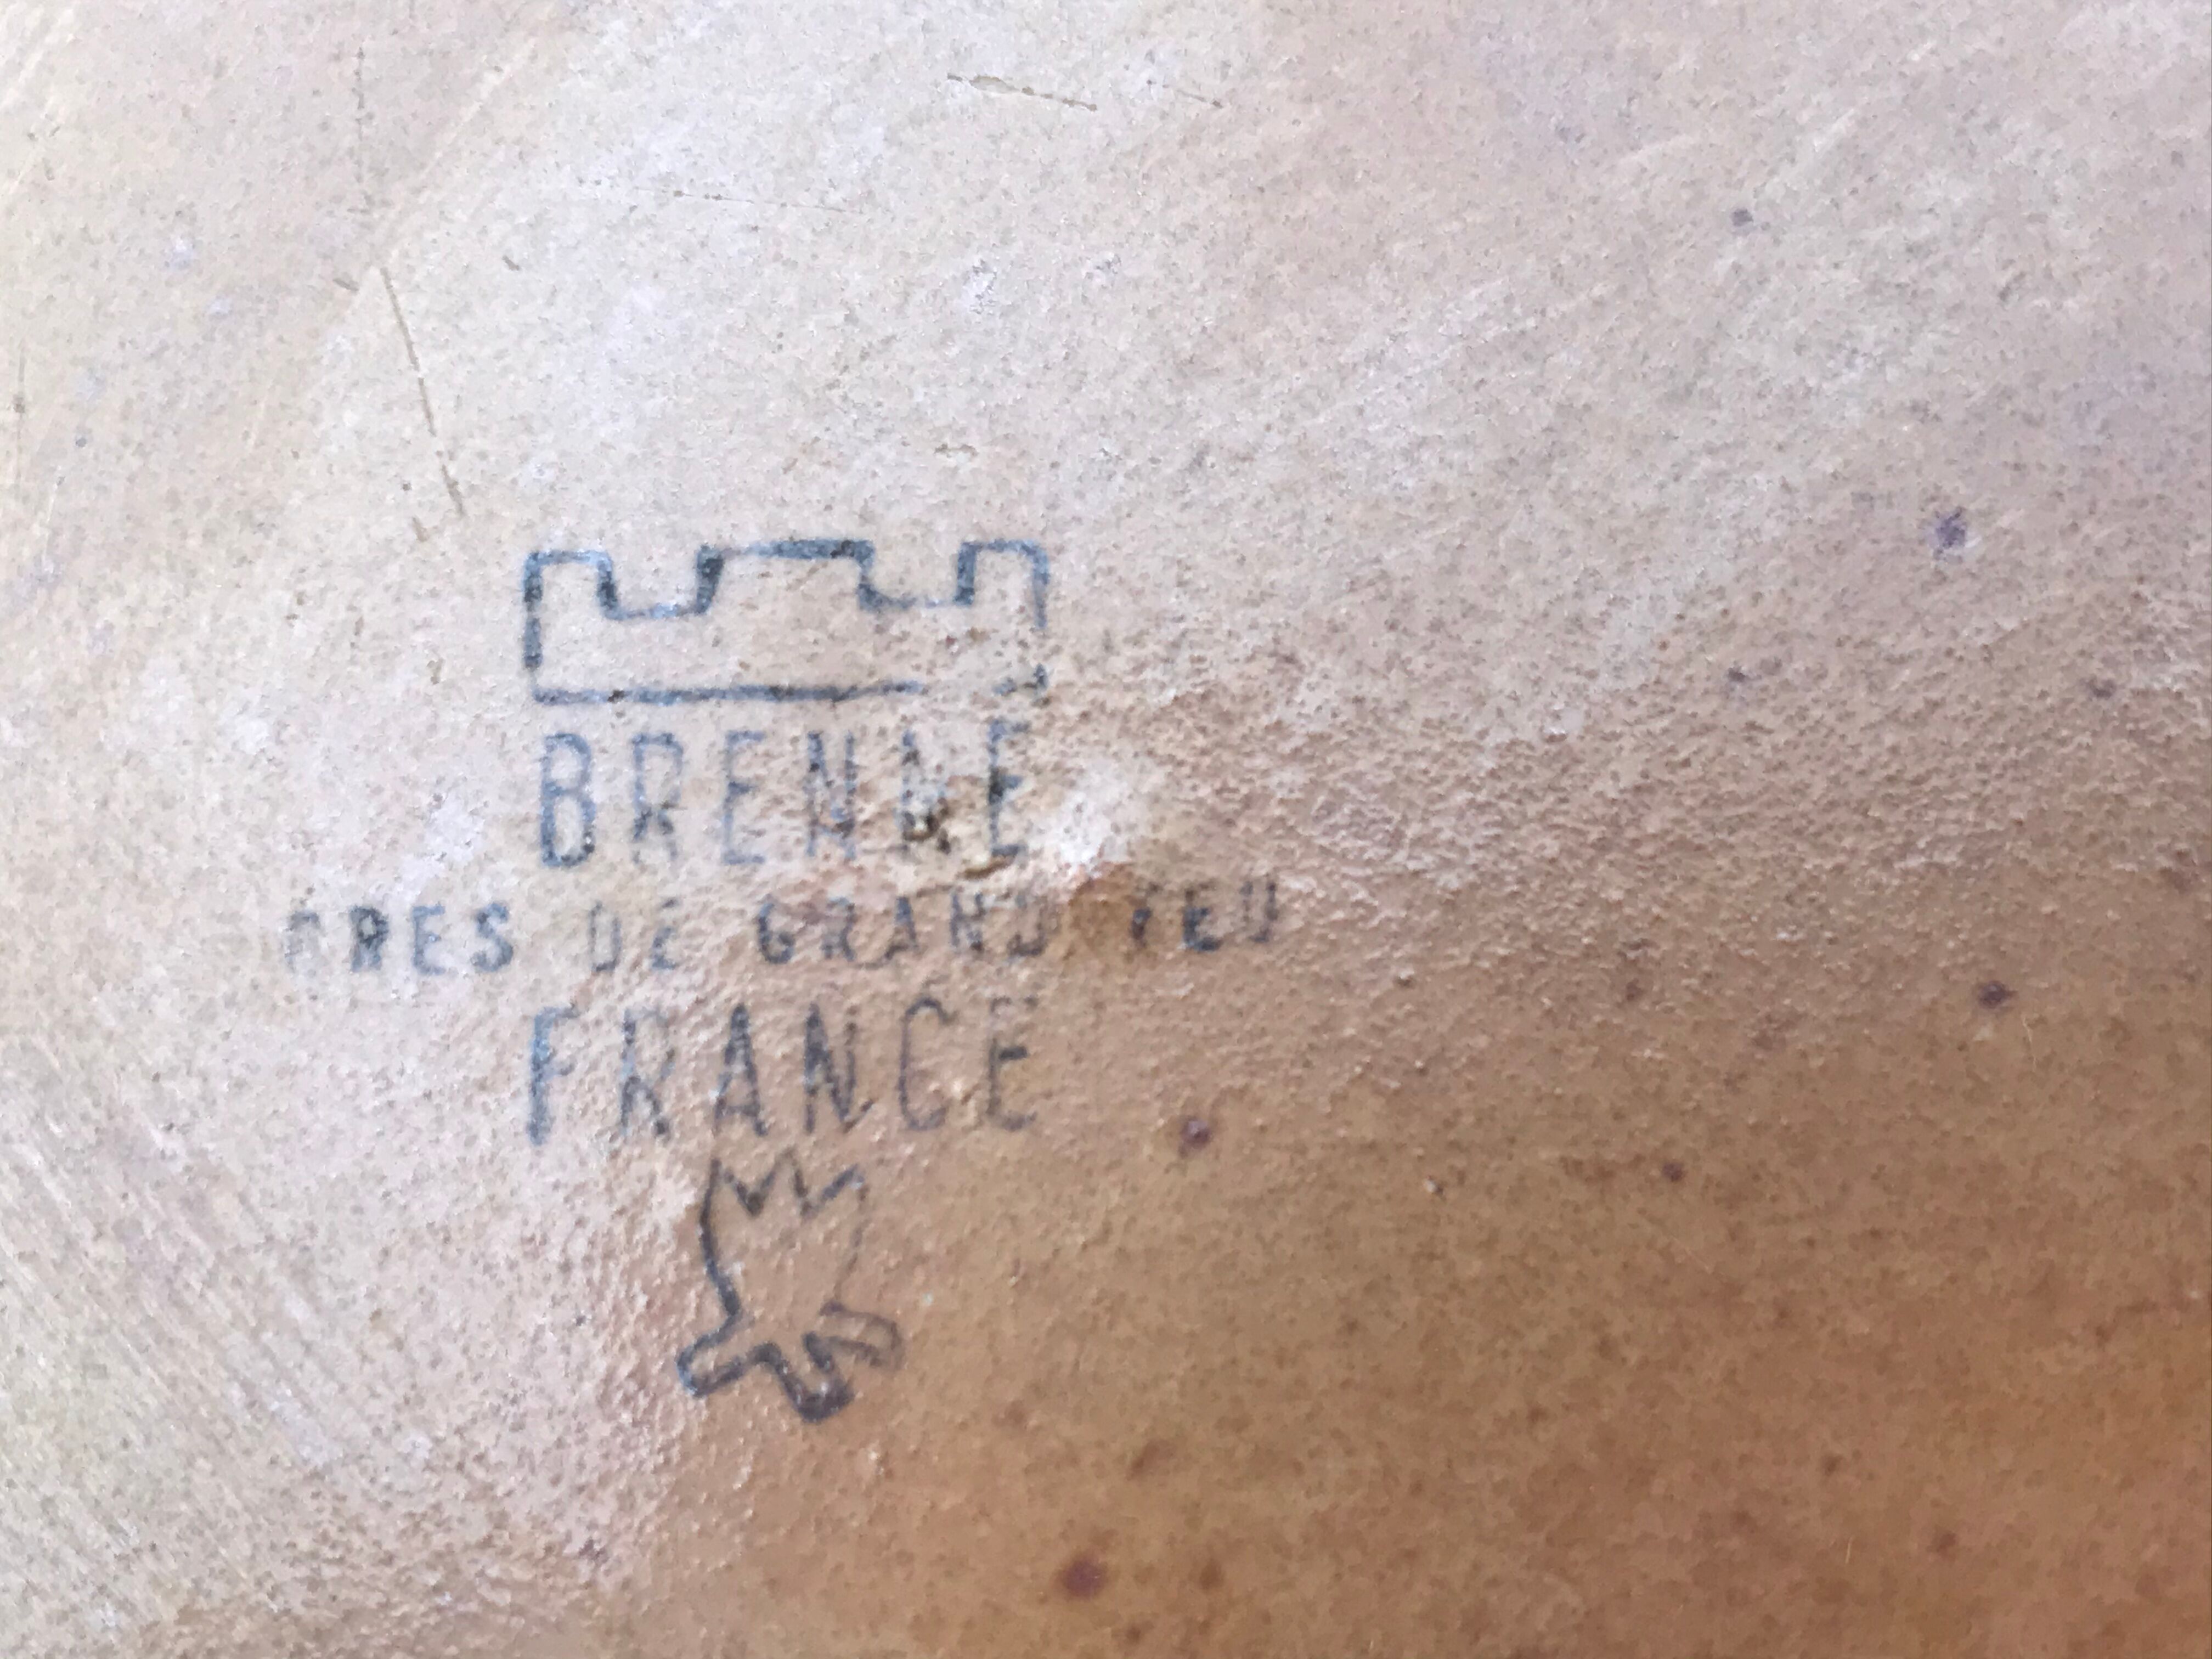 BRENNE
GRES DE GRAND FEU
FRANCE